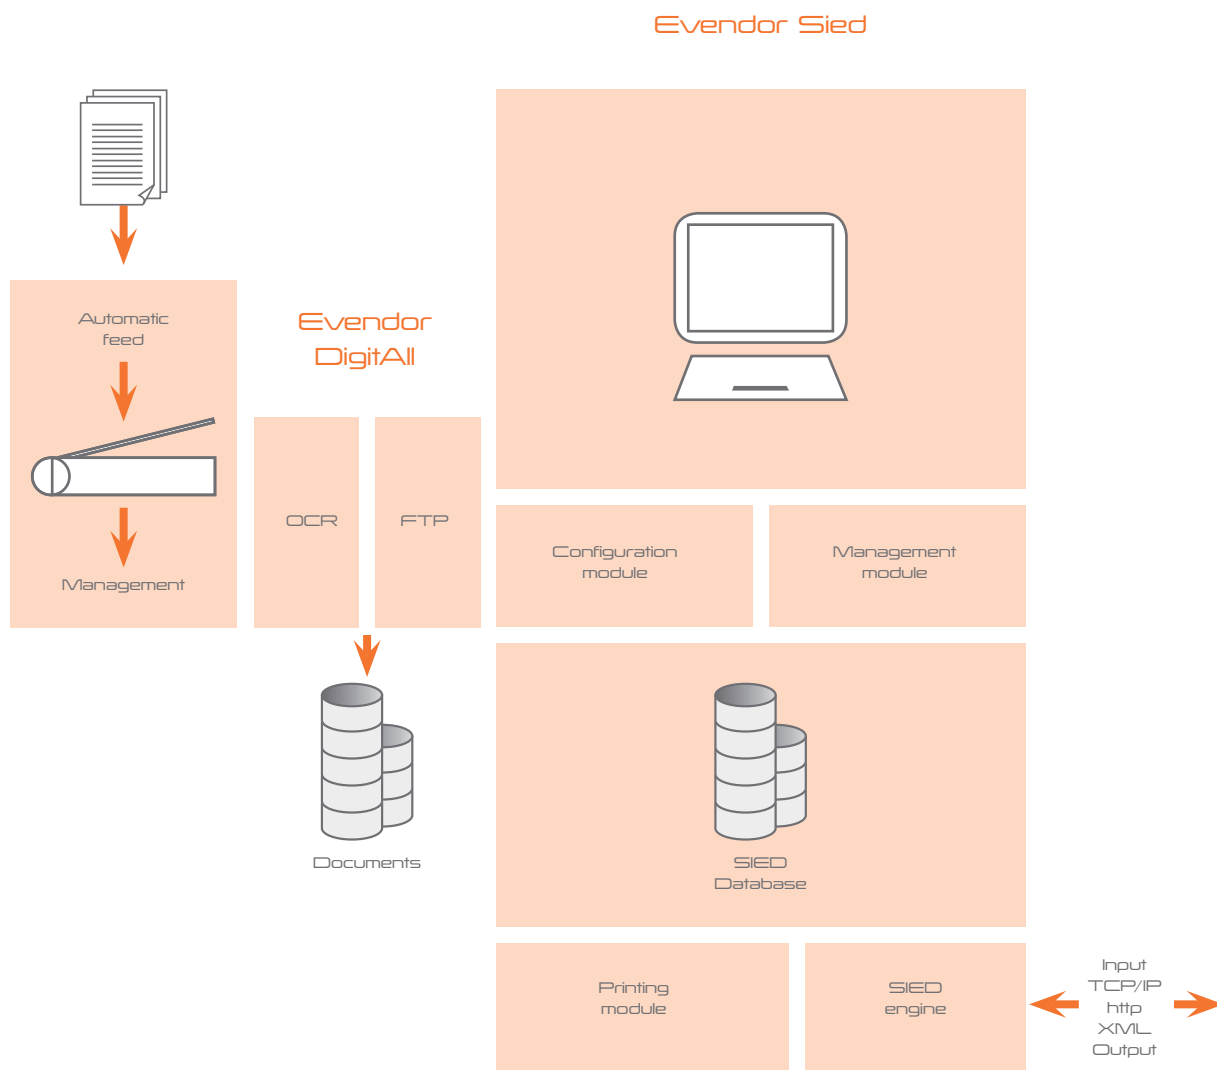 Evendor Sied
Automatic
feed
Management
Evendor
DigitAll
OCR
FTP
Documents
Configuration
module
Management
module
SIED
Database
Printing
module
SIED
engine
Input
TCP/IP
http
XML
Output